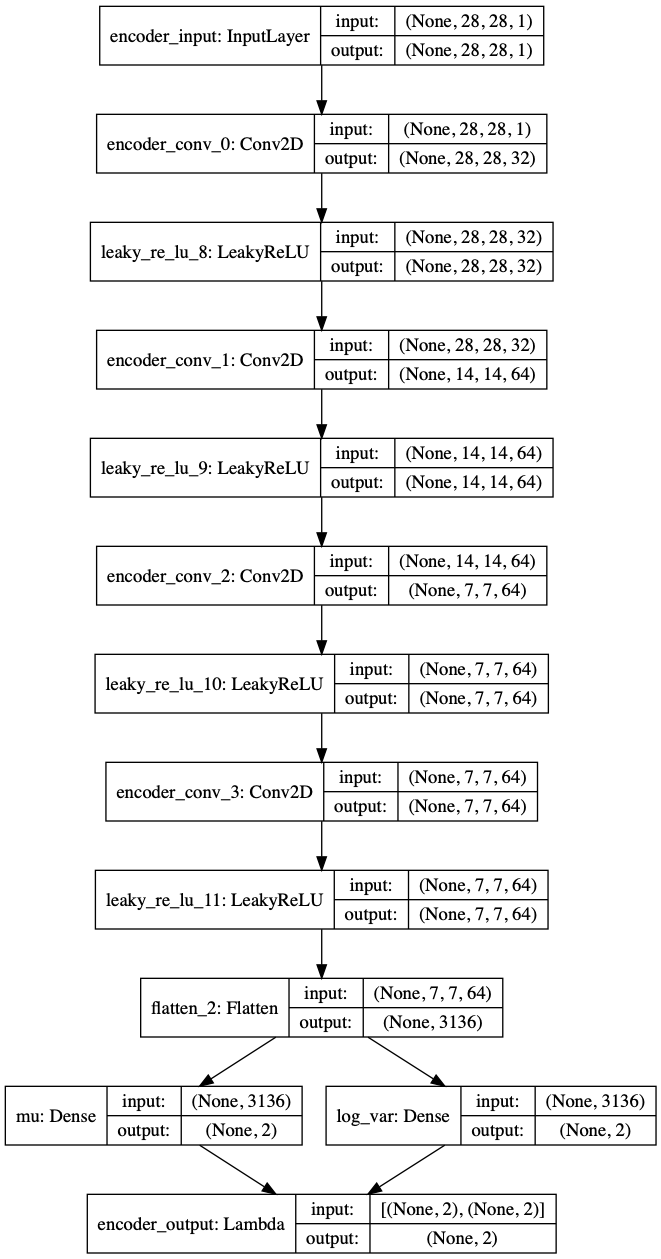 encoder_input: InputLayer
input: (None, 28, 28, 1)
output: (None, 28, 28, 1)
encoder_conv_0: Conv2D
input: (None, 28, 28, 1)
output: (None, 28, 28, 32)
leaky_re_lu_8: LeakyReLU
input: (None, 28, 28, 32)
output: (None, 28, 28, 32)
encoder_conv_1: Conv2D
input: (None, 28, 28, 32)
output: (None, 14, 14, 64)
leaky_re_lu_9: LeakyReLU
input: (None, 14, 14, 64)
output: (None, 14, 14, 64)
encoder_conv_2: Conv2D
input: (None, 14, 14, 64)
output: (None, 7, 7, 64)
leaky_re_lu_10: LeakyReLU
input: (None, 7, 7, 64)
output: (None, 7, 7, 64)
encoder_conv_3: Conv2D
input: (None, 7, 7, 64)
output: (None, 7, 7, 64)
leaky_re_lu_11: LeakyReLU
input: (None, 7, 7, 64)
output: (None, 7, 7, 64)
flatten_2: Flatten
input: (None, 7, 7, 64)
output: (None, 3136)
mu: Dense
input: (None, 3136)
output: (None, 2)
log_var: Dense
input: (None, 3136)
output: (None, 2)
encoder_output: Lambda
input: [(None, 2), (None, 2)]
output: (None, 2)